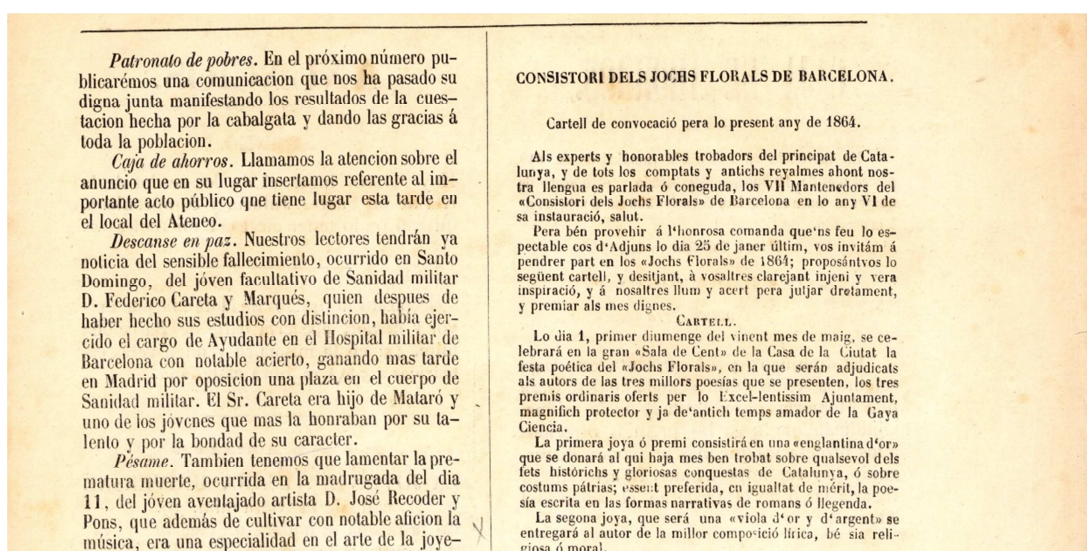 Patronato de pobres. En el próximo número pu-
blicarémos una comunicacion que nos ha pasado su
digna junta manifestando los resultados de la cues-
tacion hecha por la cabalgata y dando las gracias á
toda la poblacion.
Caja de ahorros. Llamamos la atencion sobre el
anuncio que en su lugar insertamos referente al im-
portante acto público qne tiene lugar esta tarde en
el local del Ateneo.
Descanse en paz. Nuestros lectores tendrán ya
noticia del sensible fallecimiento, ocurrido en Santo
Domingo, del jóven facultativo de Sanidad militar
D. Federico Careta y Marqués, quien despues de
haber hecho sus estudios con distincion, habia ejer-
cido el cargo de Ayudante en el Hospital militar de
Barcelona con notable acierto, ganando mas tarde
en Madrid por oposicion una plaza en el cuerpo de
Sanidad militar. El Sr. Careta era hijo de Mataró y
uno de los jóvenes que mas la honraban por su ta-
lento y por la bondad de su caracter.
Pésame. Tambien tenemos que lamentar la pre-
matura muerte, ocurrida en la madrugada del dia
11, del jóven aventajado artista D. José Recoder y
Pons, que además de cultivar con notable aficion la
música, era una especialidad en el arte de la joye-
CONSISTORI DELS JOCHS FLORALS DE BARCELONA.
Cartell de convocació pera lo present any de 1864.
Als experts y honorables trobadors del principat de Cata-
lunya, y de tots los comptats y antichs reyalmes ahont nos-
tra llengua es parlada ó coneguda, los VII Mantenedors del
«Consistori dels Jochs Florals» de Barcelona en lo any VI de
sa instauració, salut.
Pera bén provehir á l'honrosa comanda que'ns feu lo es-
pectable cos d'Adjuns lo dia 25 de janer últim, vos invitám á
pendrer part en los «Jochs Florals» de 1864; proposántvos lo
següent cartell, y desitjant, à vosaltres clarejant injeni y vera
inspiració, y á nosaltres llum y acert pera jutjar dretament,
y premiar als mes dignes.
CARTELL.
Lo dia 1, primer diumenge del vinent mes de maig, se ce-
lebrará en la gran «Sala de Cent» de la Casa de la Ciutat la
festa poética del «Jochs Florals», en la que serán adjudicats
als autors de las tres millors poesías que se presenten, los tres
premis ordinaris oferts per lo Excel-lentissim Ajuntament,
magnifich protector y ja de'antich temps amador de la Gaya
Ciencia.
La primera joya ó premi consistirá en una «englantina d'or»
que se donará al qui haja mes ben trobat sobre qualsevol dels
fets histórichs y gloriosas conquestas de Catalunya, ó sobre
costums pátrias; essent preferida, en igualtat de mérit, la poe-
sía escrita en las formas narrativas de romans ó llegenda.
La segona joya, que será una «viola d'or y d'argent» se
entregará al autor de la millor composició lírica, bé sia reli-
giosa ó moral.